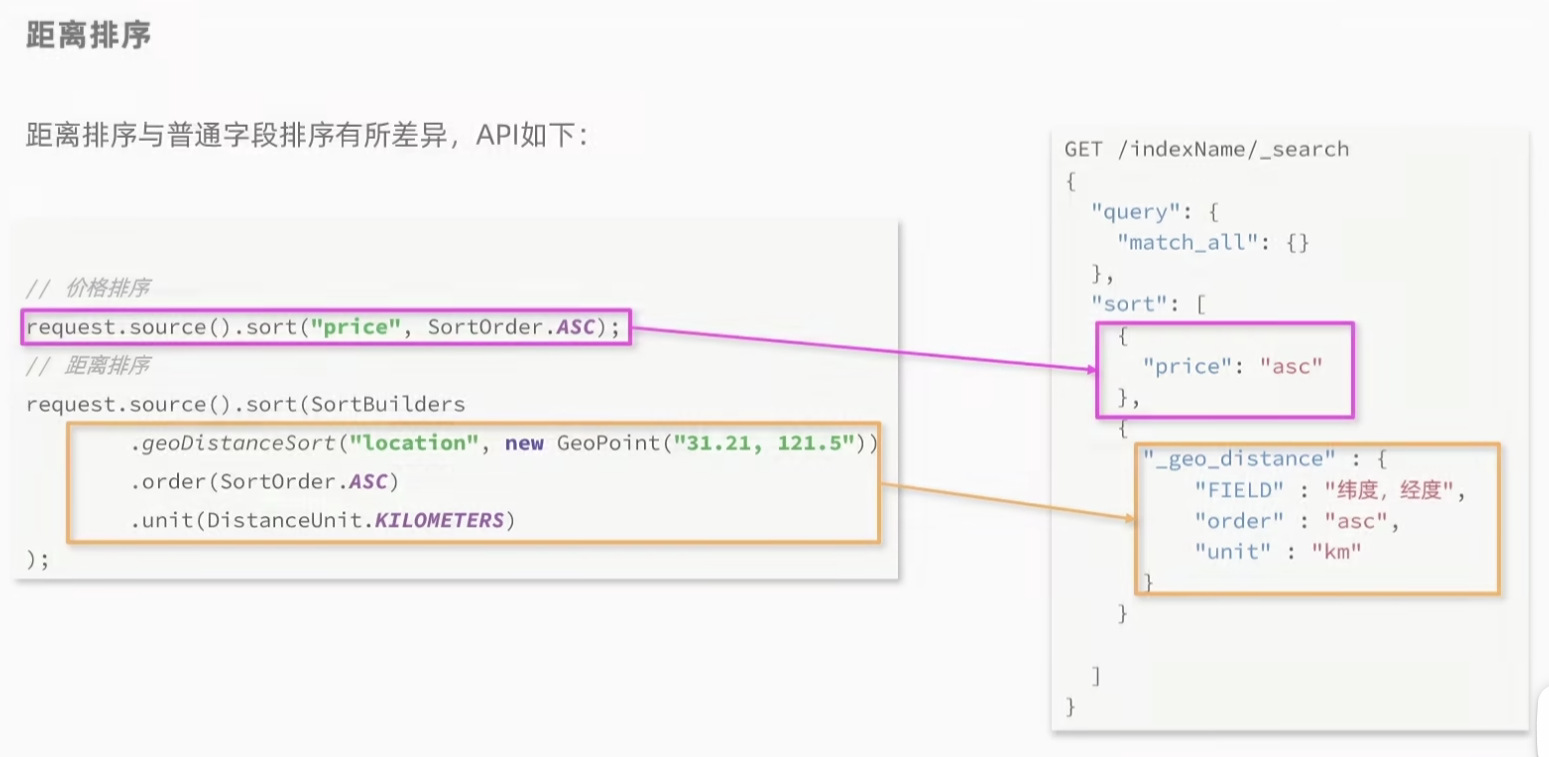 距离排序
距离排序与普通字段排序有所差异，API如下：
// 价格排序
request.source().sort("price", SortOrder.ASC);
// 距离排序
request.source().sort(SortBuilders
.geoDistanceSort("location", new GeoPoint("31.21, 121.5"))
.order(SortOrder.ASC)
.unit(DistanceUnit.KILOMETERS)
);
GET /indexName/_search
{
"query": {
"match_all": {}
},
"sort": [
{
"price": "asc"
},
{
"_geo_distance" : {
"FIELD" : "纬度，经度",
"order" : "asc",
"unit" : "km"
}
}
]
}